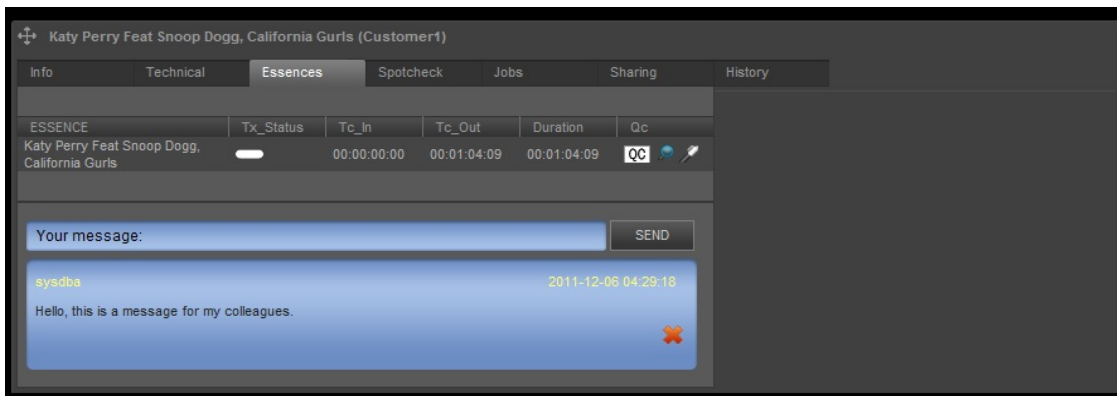 Katy Perry Feat Snoop Dogg, California Gurls (Customer1)
Info Technical Essences Spotcheck Jobs Sharing History
ESSENCE Tx_Status Tc_In Tc_Out Duration Qc
Katy Perry Feat Snoop Dogg,
California Gurls
00:00:00:00 00:01:04:09 00:01:04:09 QC
Your message: SEND
sysdba 2011-12-06 04:29:18
Hello, this is a message for my colleagues.